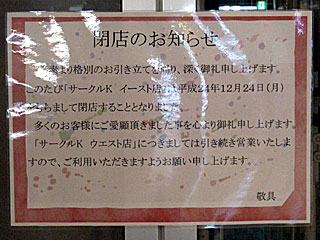 閉店のお知らせ
より格別のお引き立てを り、深く御礼申し上げます。
このたび「サークルK イースト店」は平成24年12月24日(月)
ちまして閉店することとなりました。
多くのお客様にご愛顧頂きました事を心より御礼申し上げます。
「サークルK ウエスト店」につきましては引き続き営業いたしま
すので、ご利用いただきますようお願い申し上げます。
敬具